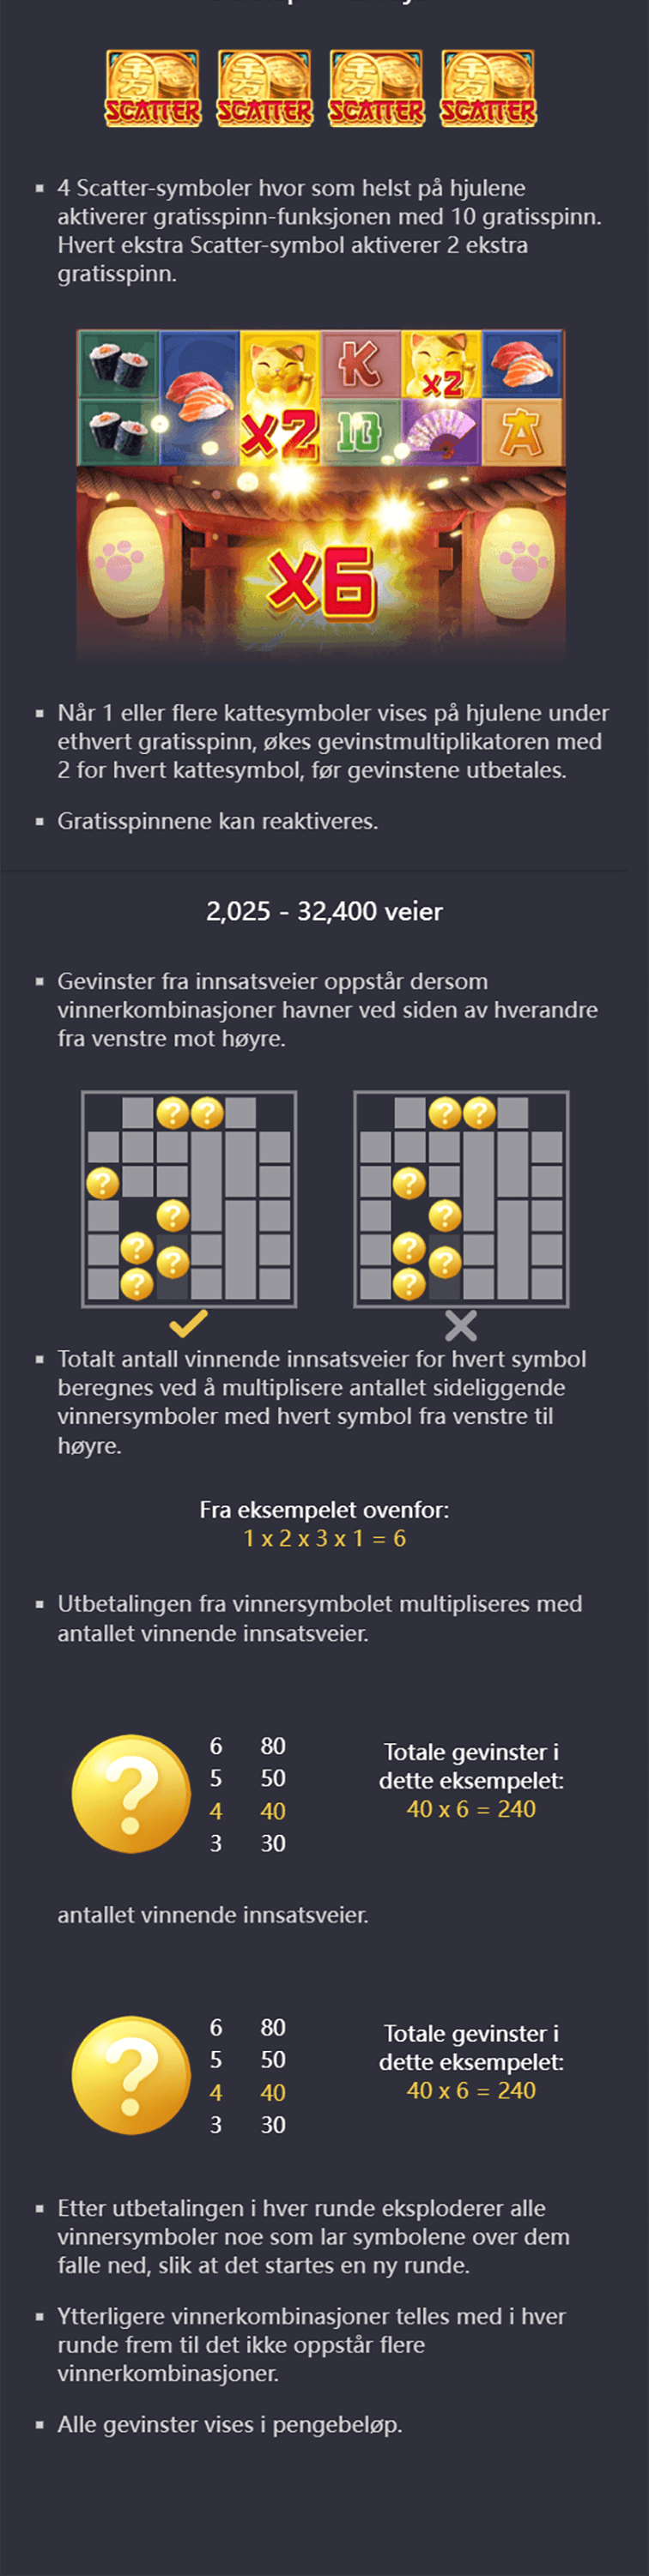 SCATTER SCATTER SCATTER SCATTER
4 Scatter-symboler hvor som helst på hjulene
aktiverer gratisspinn-funksjonen med 10 gratisspinn.
Hvert ekstra Scatter-symbol aktiverer 2 ekstra
gratisspinn.
K x2
x2 10 A
x6
Når 1 eller flere kattesymboler vises på hjulene under
ethvert gratisspinn, økes gevinstmultiplikatoren med
2 for hvert kattesymbol, før gevinstene utbetales.
Gratisspinnene kan reaktiveres.
2,025 - 32,400 veier
Gevinster fra innsatsveier oppstår dersom
vinnerkombinasjoner havner ved siden av hverandre
fra venstre mot høyre.
? ? ? ?
? ?
? ?
? ? ? ?
? ?
Totalt antall vinnende innsatsveier for hvert symbol
beregnes ved å multiplisere antallet sideliggende
vinnersymboler med hvert symbol fra venstre til
høyre.
Fra eksempelet ovenfor:
1 x 2 x 3 x 1 = 6
Utbetalingen fra vinnersymbolet multipliseres med
antallet vinnende innsatsveier.
?
6 80
5 50
4 40
3 30
Totale gevinster i
dette eksempelet:
40 x 6 = 240
antallet vinnende innsatsveier.
?
6 80
5 50
4 40
3 30
Totale gevinster i
dette eksempelet:
40 x 6 = 240
Etter utbetalingen i hver runde eksploderer alle
vinnersymboler noe som lar symbolene over dem
falle ned, slik at det startes en ny runde.
Ytterligere vinnerkombinasjoner telles med i hver
runde frem til det ikke oppstår flere
vinnerkombinasjoner.
Alle gevinster vises i pengebeløp.